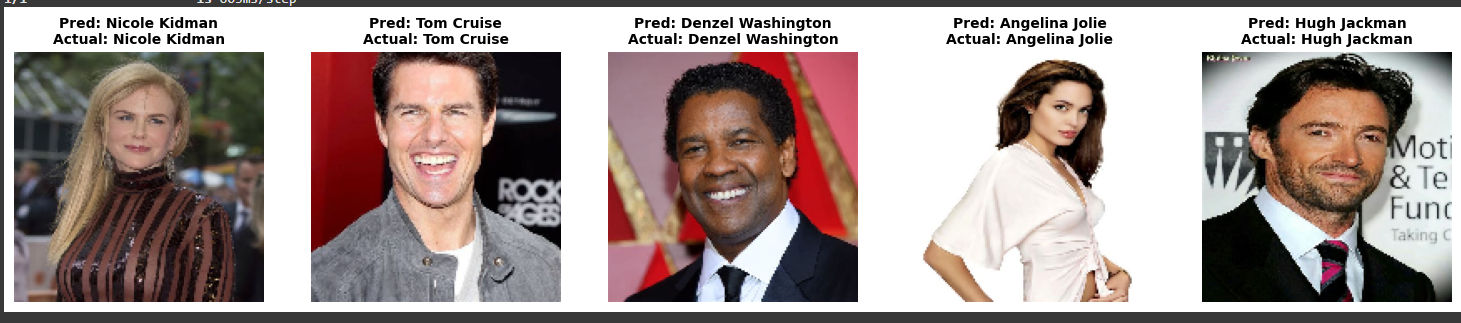 Pred: Nicole Kidman
Actual: Nicole Kidman
Pred: Tom Cruise
Actual: Tom Cruise
Pred: Denzel Washington
Actual: Denzel Washington
Pred: Angelina Jolie
Actual: Angelina Jolie
Pred: Hugh Jackman
Actual: Hugh Jackman
DETROIT
ROCK
AGES
Moti
& Te
Fund
Taking C